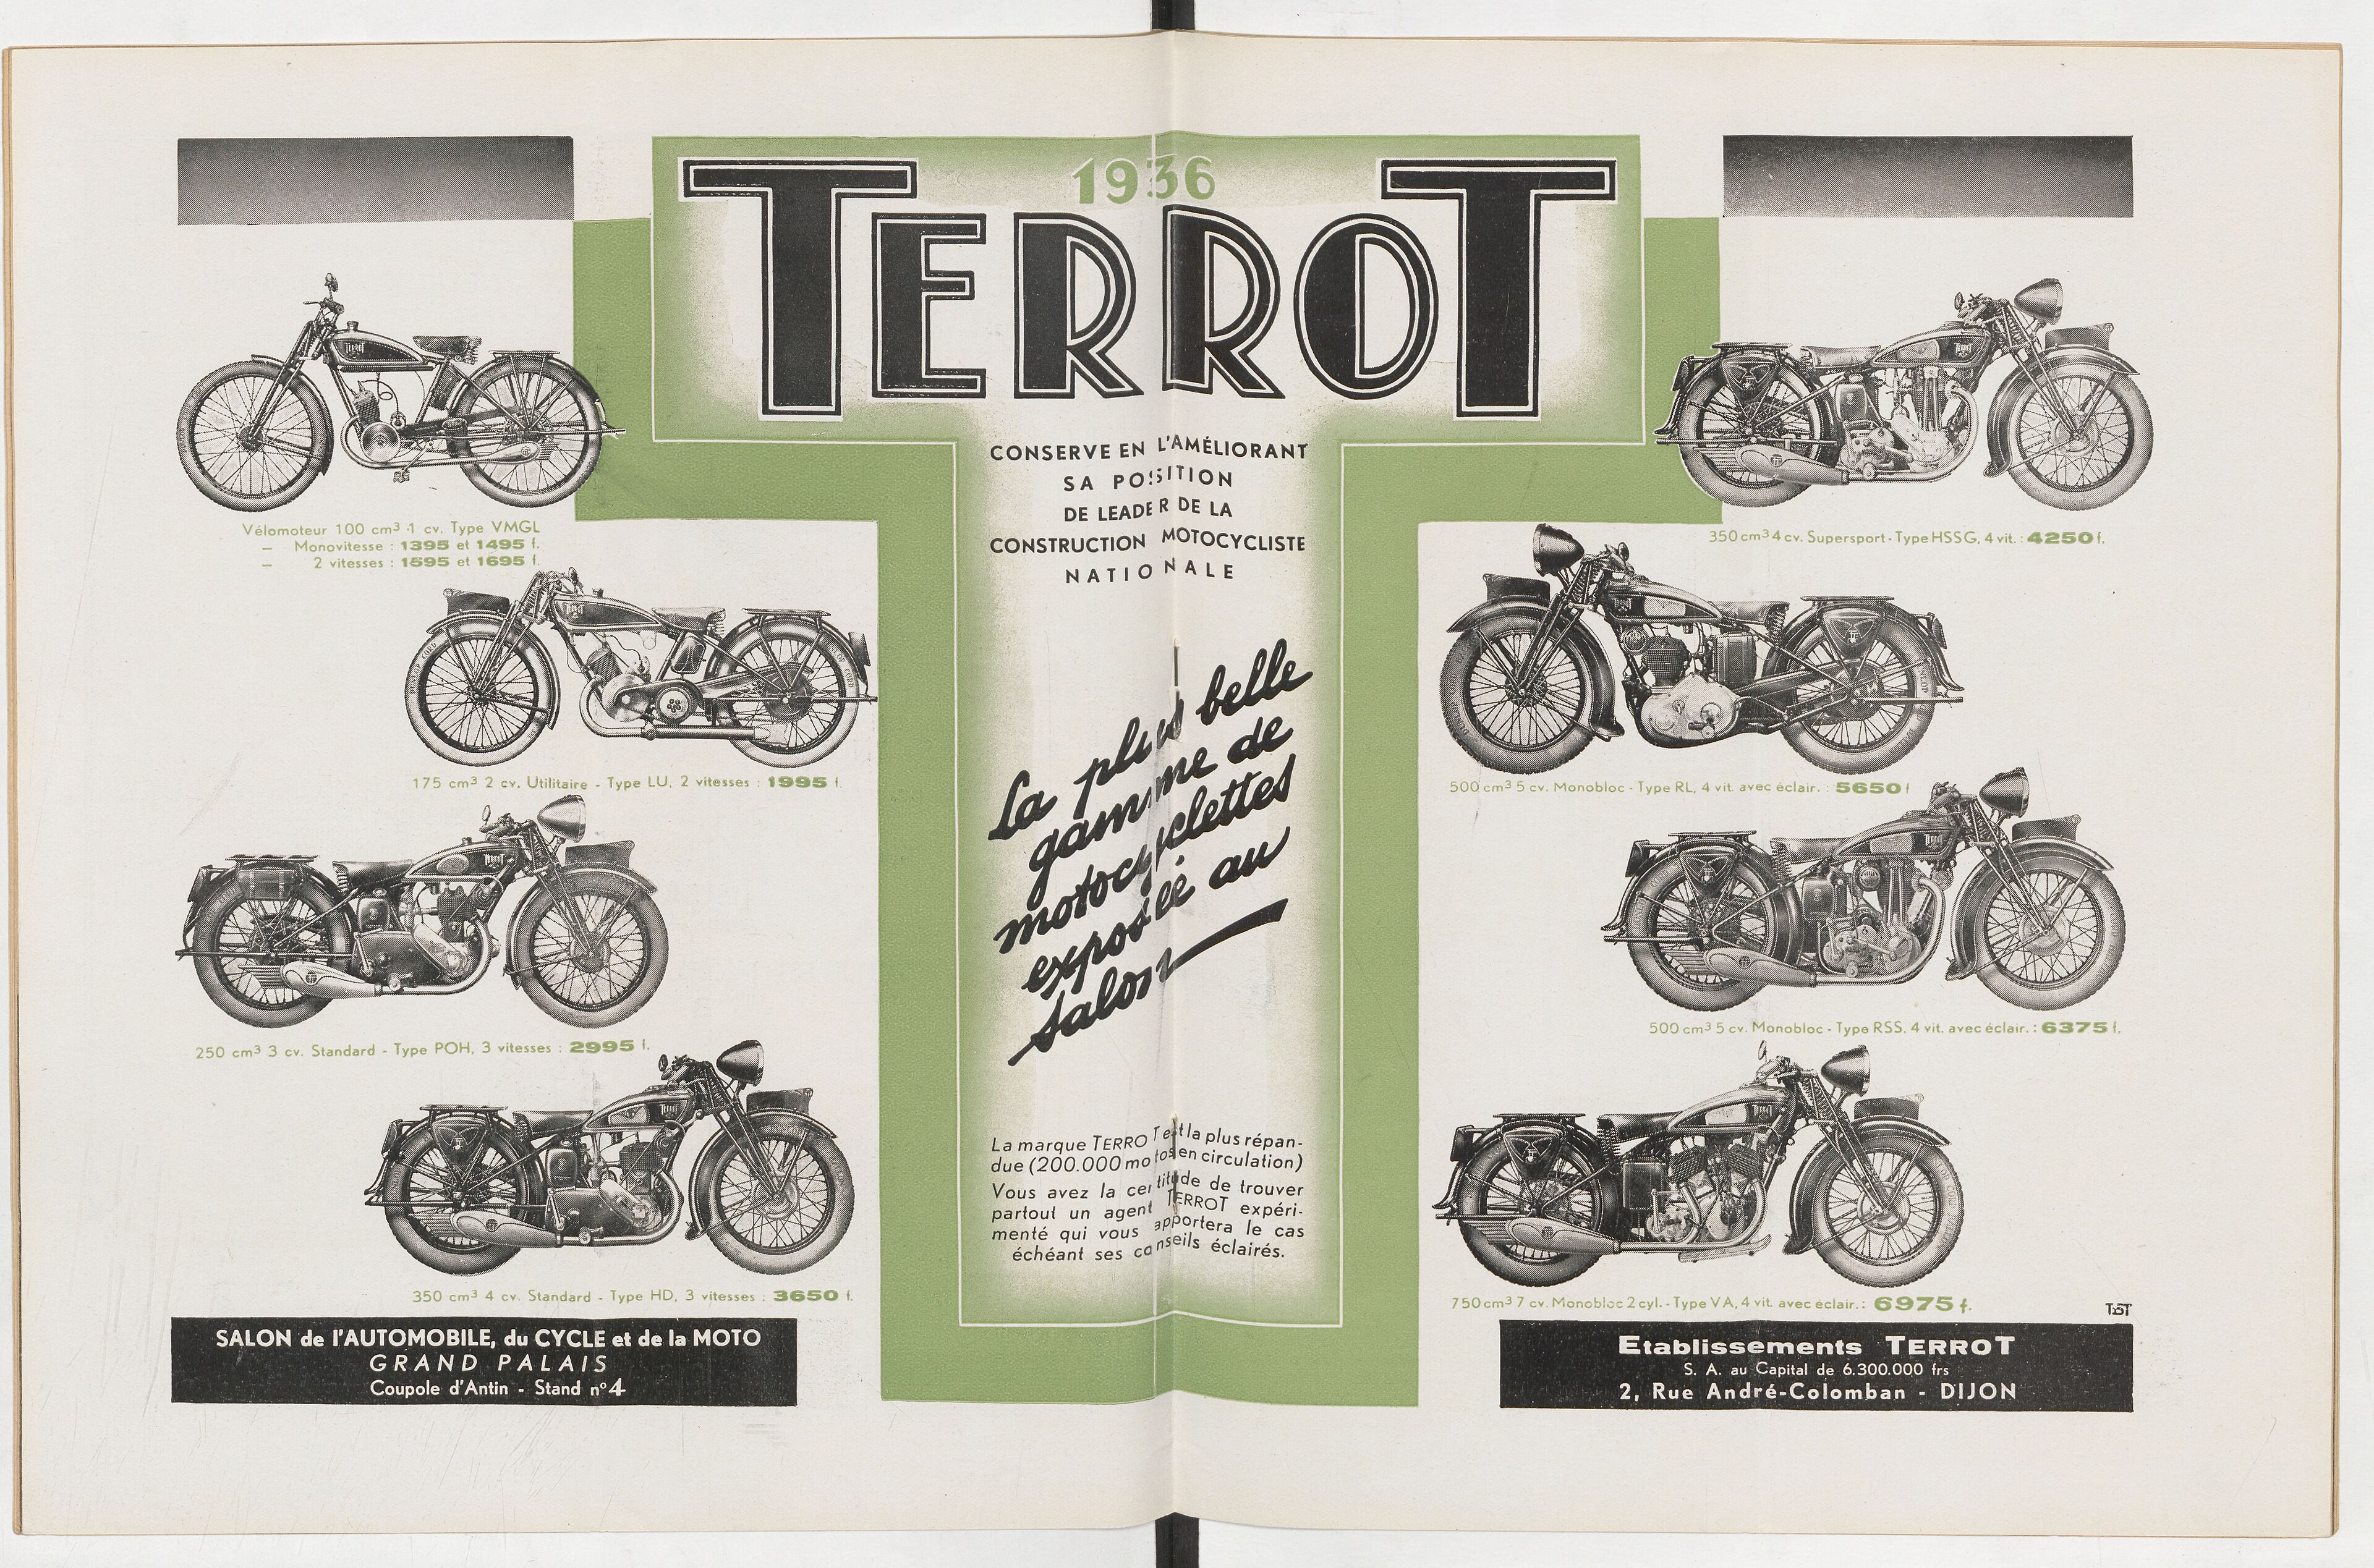 1936
TERROT
CONSERVE EN L'AMÉLIORANT
SA POSITION
DE LEADER DE LA
CONSTRUCTION MOTOCYCLISTE
NATIONALE
La plus belle
gamme de
motocyclettes
exposée au
salon
La marque TERROT est la plus répan-
due (200.000 motos en circulation)
Vous avez la certitude de trouver
partout un agent TERROT expéri-
menté qui vous apportera le cas
échéant ses conseils éclairés.
Vélomoteur 100 cm³ 1 cv. Type VMGL
— Monovitesse : 1395 et 1495 f.
— 2 vitesses : 1595 et 1695 f.
175 cm³ 2 cv. Utilitaire - Type LU, 2 vitesses : 1995 f.
250 cm³ 3 cv. Standard - Type POH, 3 vitesses : 2995 f.
350 cm³ 4 cv. Standard - Type HD, 3 vitesses : 3650 f.
SALON de l'AUTOMOBILE, du CYCLE et de la MOTO
GRAND PALAIS
Coupole d'Antin - Stand n° 4
350 cm³ 4 cv. Supersport - Type HSSG, 4 vit. : 4250 f.
500 cm³ 5 cv. Monobloc - Type RL, 4 vit. avec éclair. : 5650 f
500 cm³ 5 cv. Monobloc - Type RSS, 4 vit. avec éclair. : 6375 f.
750 cm³ 7 cv. Monobloc 2 cyl. - Type VA, 4 vit. avec éclair. : 6975 f.
Etablissements TERROT
S. A. au Capital de 6.300.000 frs
2, Rue André-Colomban - DIJON